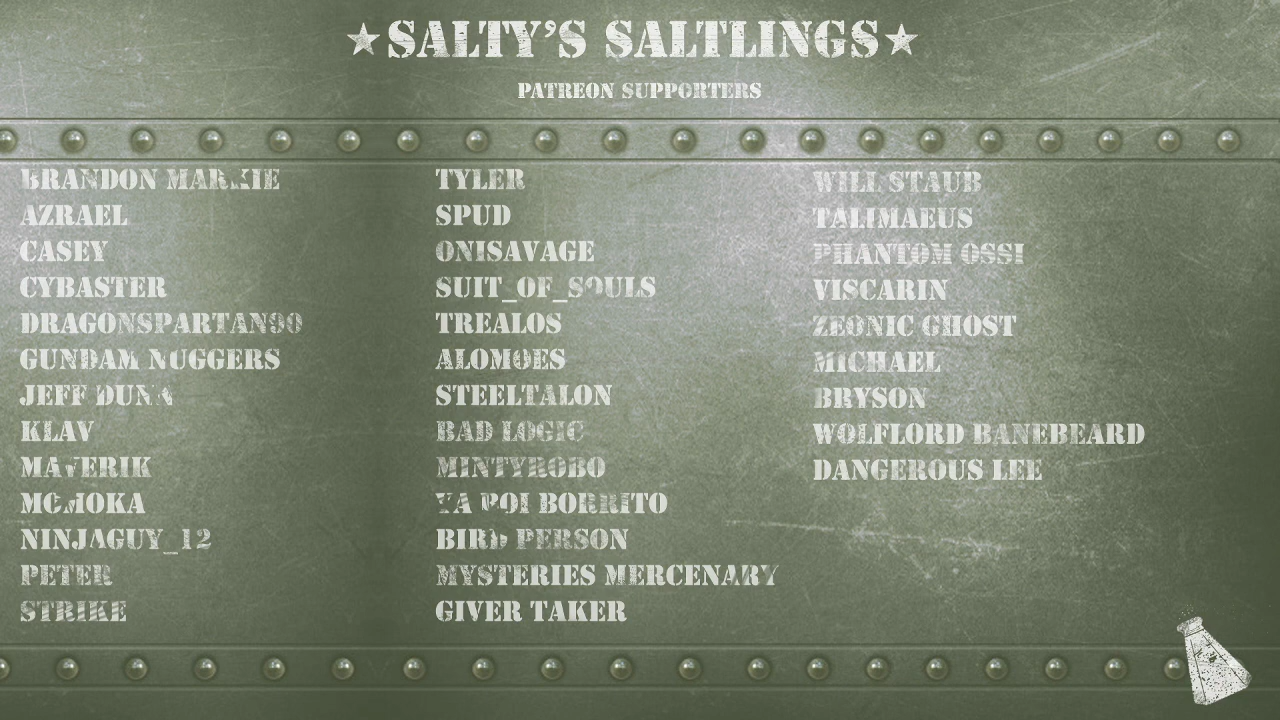 ★SALTY'S SALTLINGS★
PATREON SUPPORTERS
BRANDON MARKIE
AZRAEL
CASEY
CYBASTER
DRAGONSPARTAN90
GUNDAM NUGGERS
JEFF DUNN
KLAV
MAVERIK
MOMOKA
NINJAGUY_12
PETER
STRIKE
TYLER
SPUD
ONISAVAGE
SUIT_OF_SOULS
TREALOS
ALOMOES
STEELTALON
BAD LOGIC
MINTYROBO
YA BOI BORRITO
BIRD PERSON
MYSTERIES MERCENARY
GIVER TAKER
WILL STAUB
TALIMAEUS
PHANTOM OSSI
VISCARIN
ZEONIC GHOST
MICHAEL
BRYSON
WOLFLORD BANEBEARD
DANGEROUS LEE